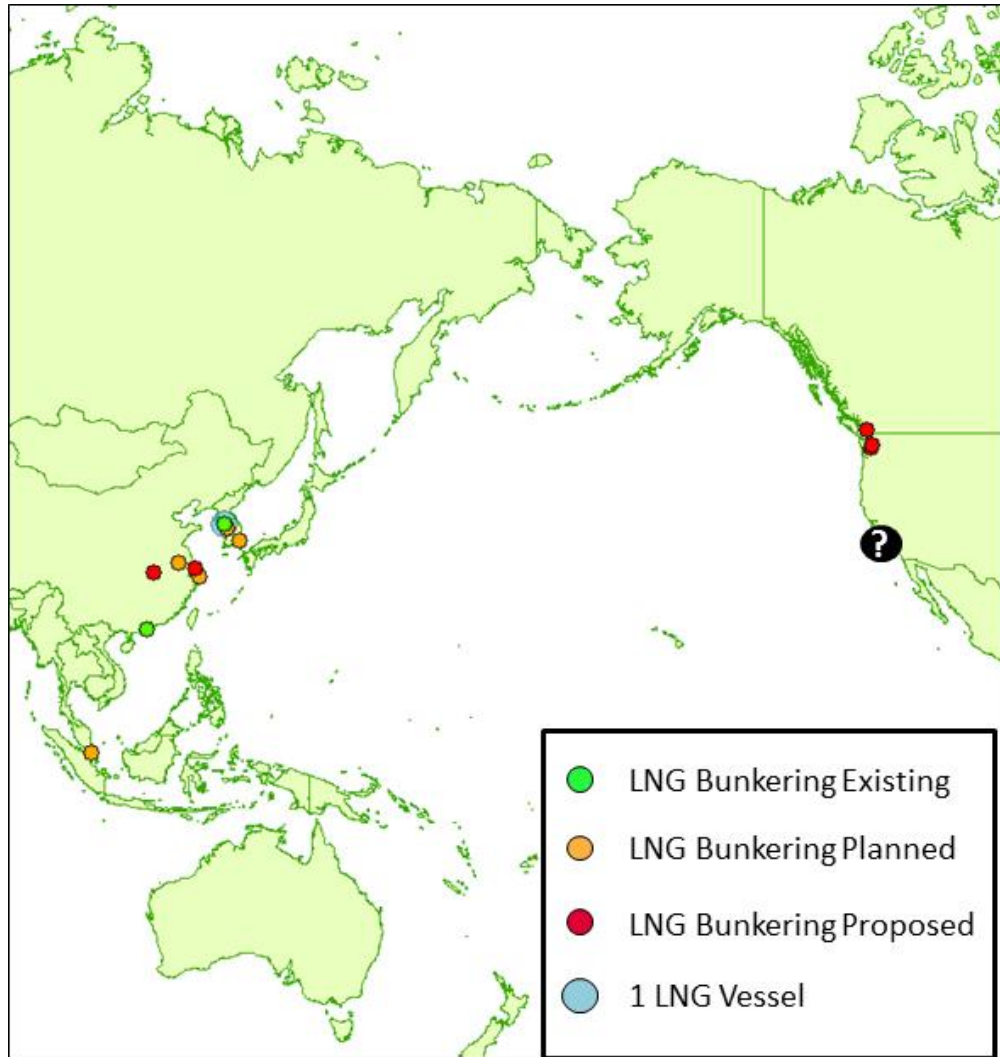 ?
LNG Bunkering Existing
LNG Bunkering Planned
LNG Bunkering Proposed
1 LNG Vessel